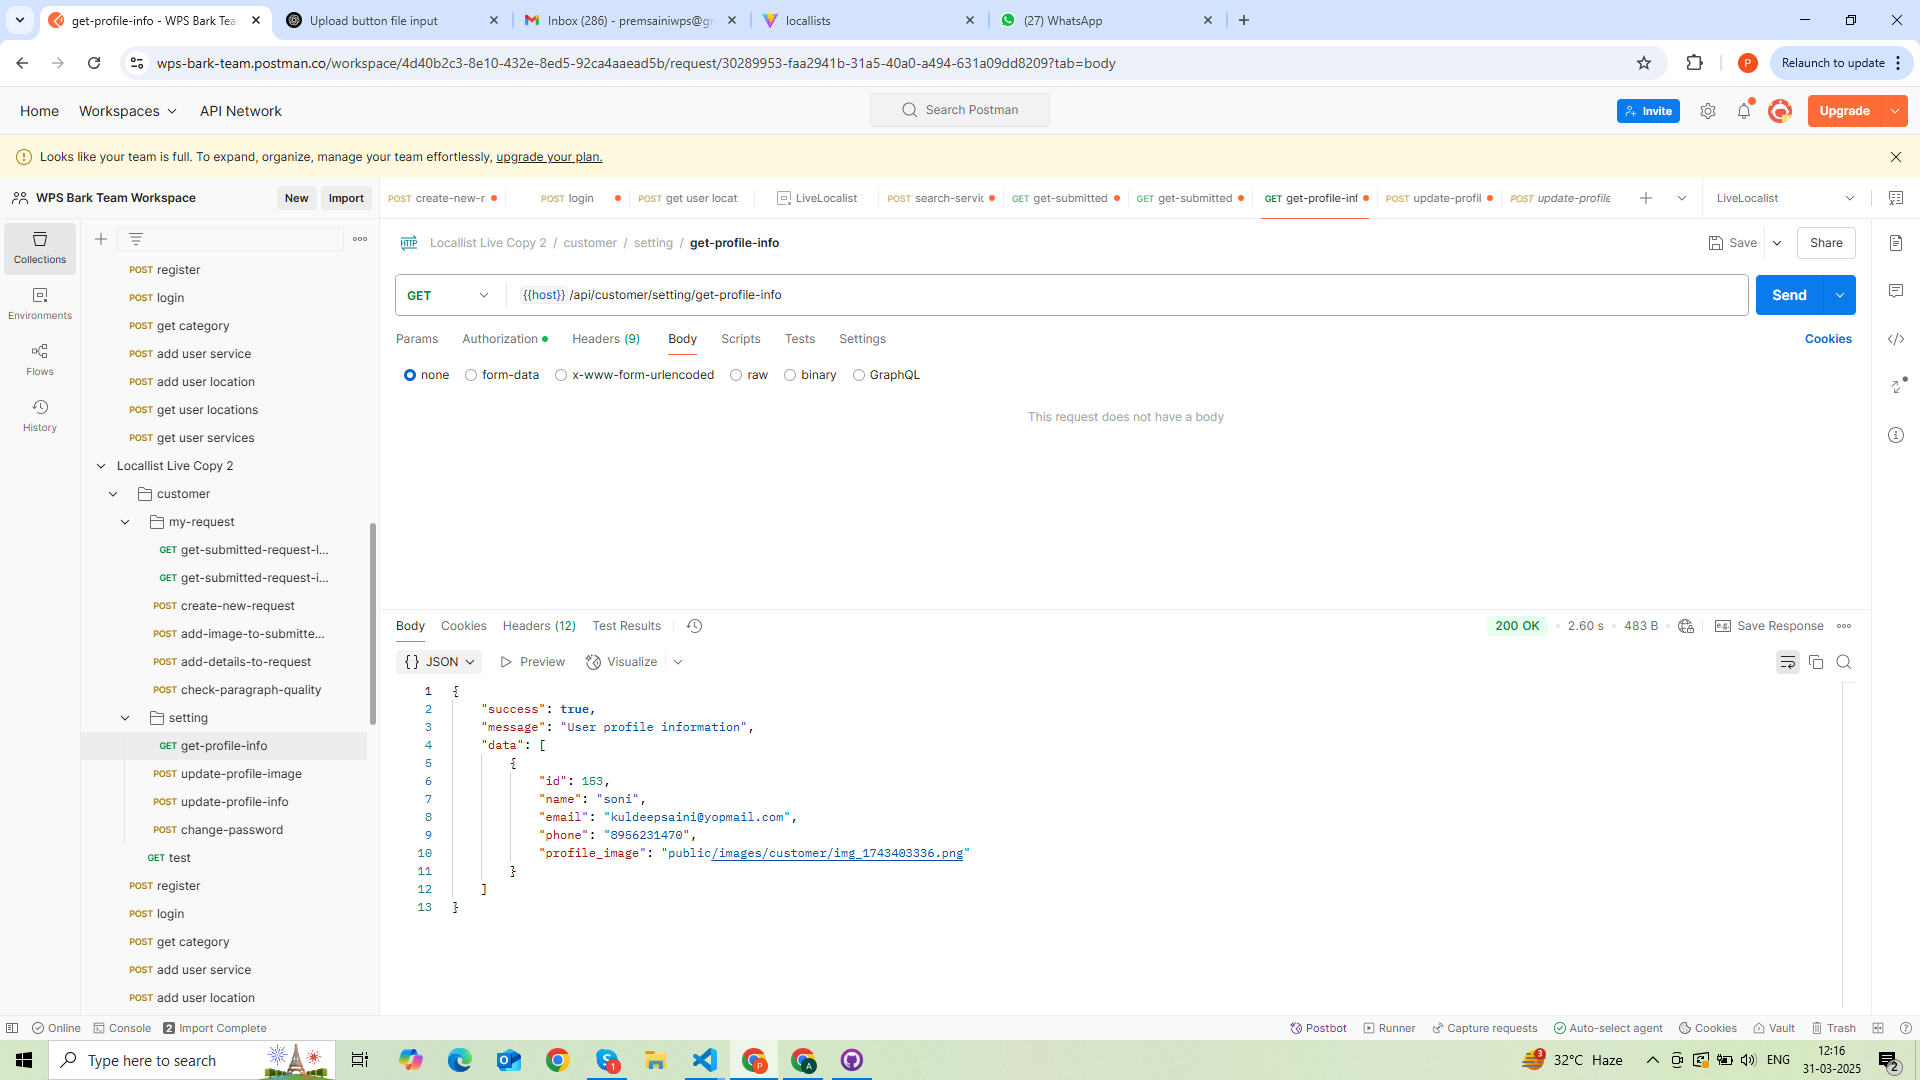 get-profile-info - WPS Bark Tea
Upload button file input
Inbox (286) - premsainiwps@gm
locallists
(27) WhatsApp
wps-bark-team.postman.co/workspace/4d40b2c3-8e10-432e-8ed5-92ca4aaead5b/request/30289953-faa2941b-31a5-40a0-a494-631a09dd8209?tab=body
P
Relaunch to update
Home
Workspaces
API Network
Search Postman
Invite
Upgrade
Looks like your team is full. To expand, organize, manage your team effortlessly, upgrade your plan.
WPS Bark Team Workspace
New
Import
POST create-new-r
POST login
POST get user locat
LiveLocalist
POST search-servic
GET get-submitted
GET get-submitted
GET get-profile-inf
POST update-profil
POST update-profile
LiveLocalist
Collections
Environments
Flows
History
POST register
POST login
POST get category
POST add user service
POST add user location
POST get user locations
POST get user services
Locallist Live Copy 2
customer
my-request
GET get-submitted-request-l...
GET get-submitted-request-i...
POST create-new-request
POST add-image-to-submitte...
POST add-details-to-request
POST check-paragraph-quality
setting
GET get-profile-info
POST update-profile-image
POST update-profile-info
POST change-password
GET test
POST register
POST login
POST get category
POST add user service
POST add user location
HTTP Locallist Live Copy 2 / customer / setting / get-profile-info
Save
Share
GET
{{host}} /api/customer/setting/get-profile-info
Send
Params
Authorization
Headers (9)
Body
Scripts
Tests
Settings
Cookies
none
form-data
x-www-form-urlencoded
raw
binary
GraphQL
This request does not have a body
Body
Cookies
Headers (12)
Test Results
200 OK
2.60 s
483 B
e.g. Save Response
{} JSON
Preview
Visualize
1 {
2 "success": true,
3 "message": "User profile information",
4 "data": [
5 {
6 "id": 153,
7 "name": "soni",
8 "email": "kuldeepsaini@yopmail.com",
9 "phone": "8956231470",
10 "profile_image": "public/images/customer/img_1743403336.png"
11 }
12 ]
13 }
Online
Console
2 Import Complete
Postbot
Runner
Capture requests
Auto-select agent
Cookies
Vault
Trash
Type here to search
1
P
A
3
32°C Haze
ENG
12:16
31-03-2025
2